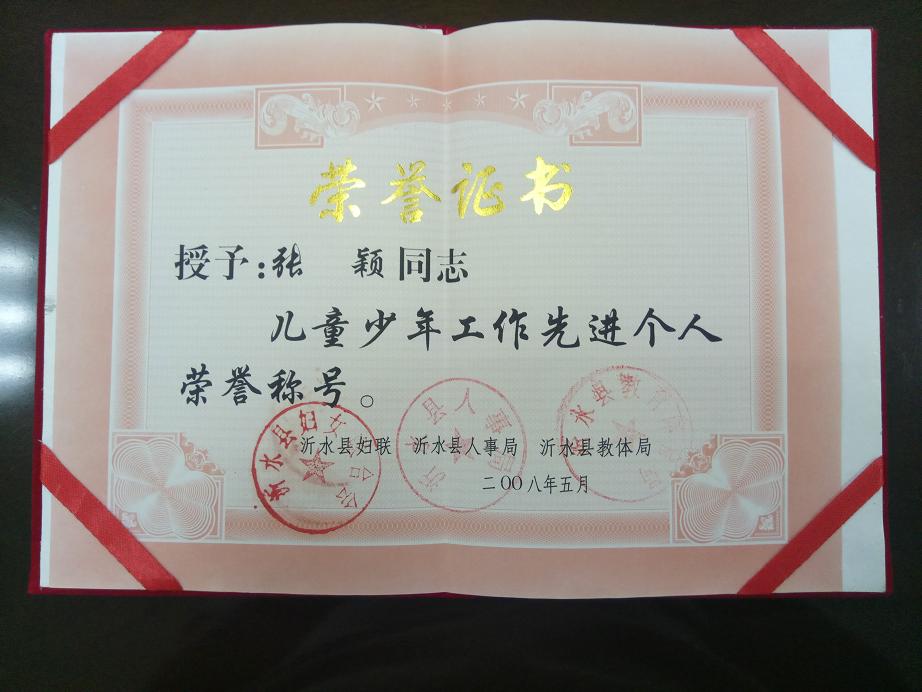 荣誉证书
授予:张 颖同志
儿童少年工作先进个人
荣誉称号。
沂水县妇联 沂水县人事局 沂水县教体局
二〇〇八年五月